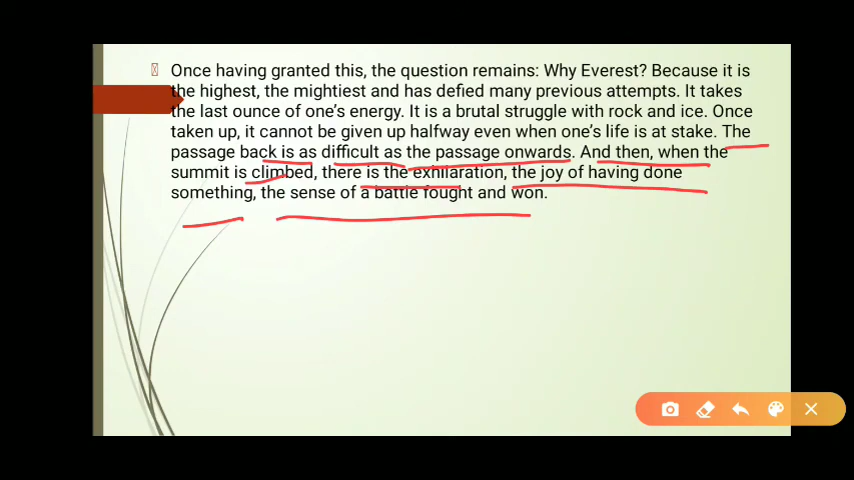 Once having granted this, the question remains: Why Everest? Because it is
the highest, the mightiest and has defied many previous attempts. It takes
the last ounce of one’s energy. It is a brutal struggle with rock and ice. Once
taken up, it cannot be given up halfway even when one’s life is at stake. The
passage back is as difficult as the passage onwards. And then, when the
summit is climbed, there is the exhilaration, the joy of having done
something, the sense of a battle fought and won.